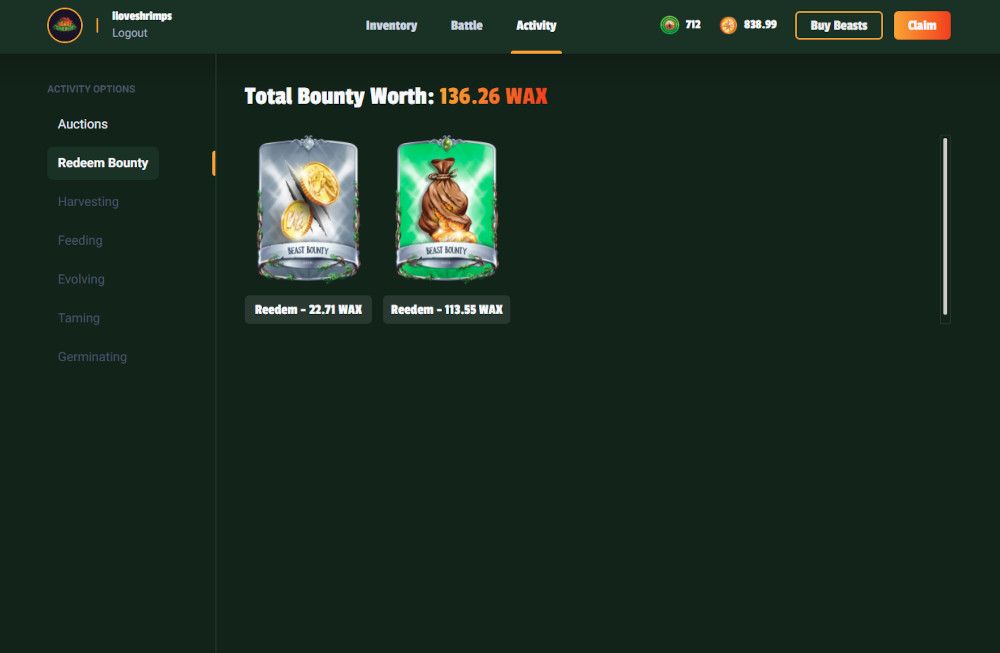 Iloveshrimps
Logout
Inventory
Battle
Activity
712
838.99
Buy Beasts
Claim
ACTIVITY OPTIONS
Auctions
Redeem Bounty
Harvesting
Feeding
Evolving
Taming
Germinating
Total Bounty Worth: 136.26 WAX
BEAST BOUNTY
BEAST BOUNTY
Reedem - 22.71 WAX
Reedem - 113.55 WAX